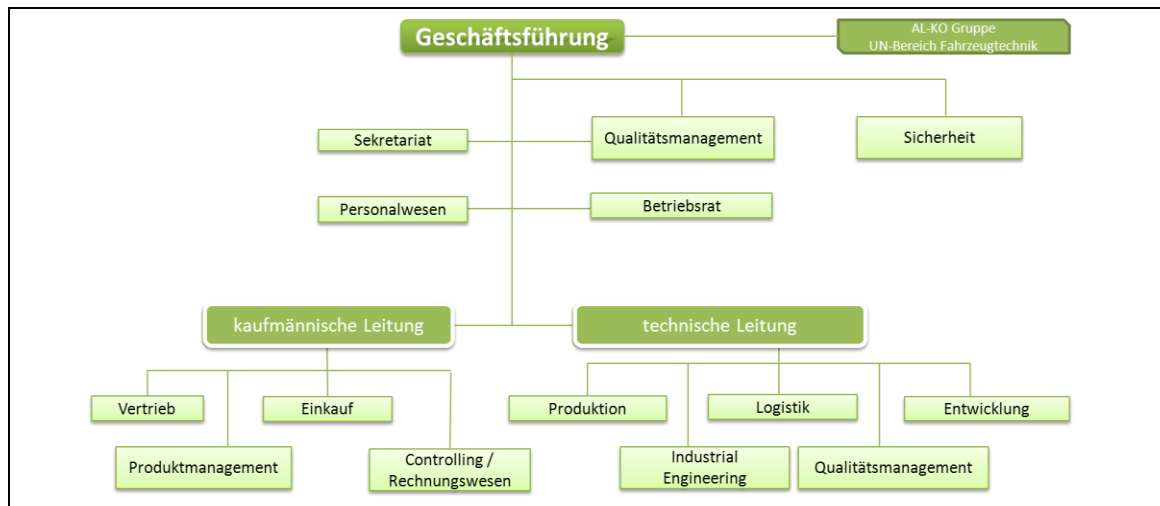 Geschäftsführung
AL-KO Gruppe
UN-Bereich Fahrzeugtechnik
Sekretariat
Qualitätsmanagement
Sicherheit
Personalwesen
Betriebsrat
kaufmännische Leitung
technische Leitung
Vertrieb
Einkauf
Produktion
Logistik
Entwicklung
Produktmanagement
Controlling /
Rechnungswesen
Industrial
Engineering
Qualitätsmanagement